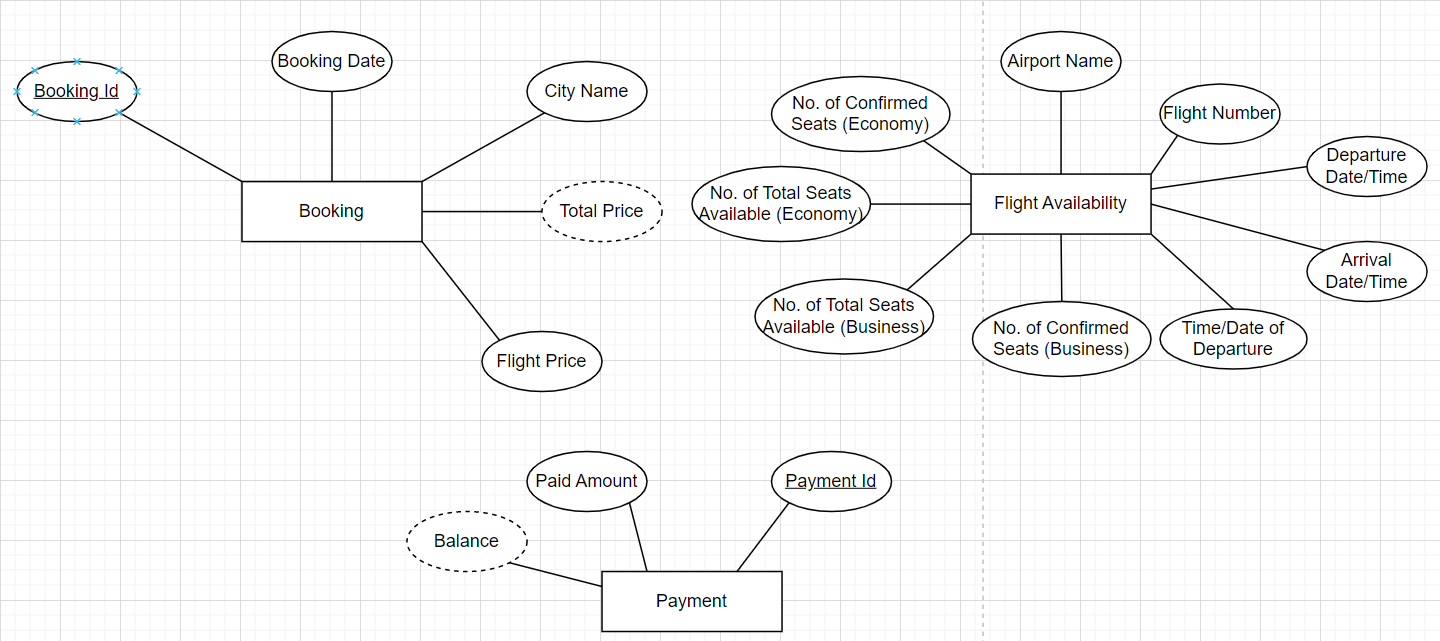 Booking Date
Airport Name
Booking Id
City Name
No. of Confirmed
Seats (Economy)
Flight Number
Departure
Date/Time
No. of Total Seats
Available (Economy)
Flight Availability
Booking
Total Price
Arrival
Date/Time
No. of Total Seats
Available (Business)
No. of Confirmed
Seats (Business)
Time/Date of
Departure
Flight Price
Paid Amount
Payment Id
Balance
Payment